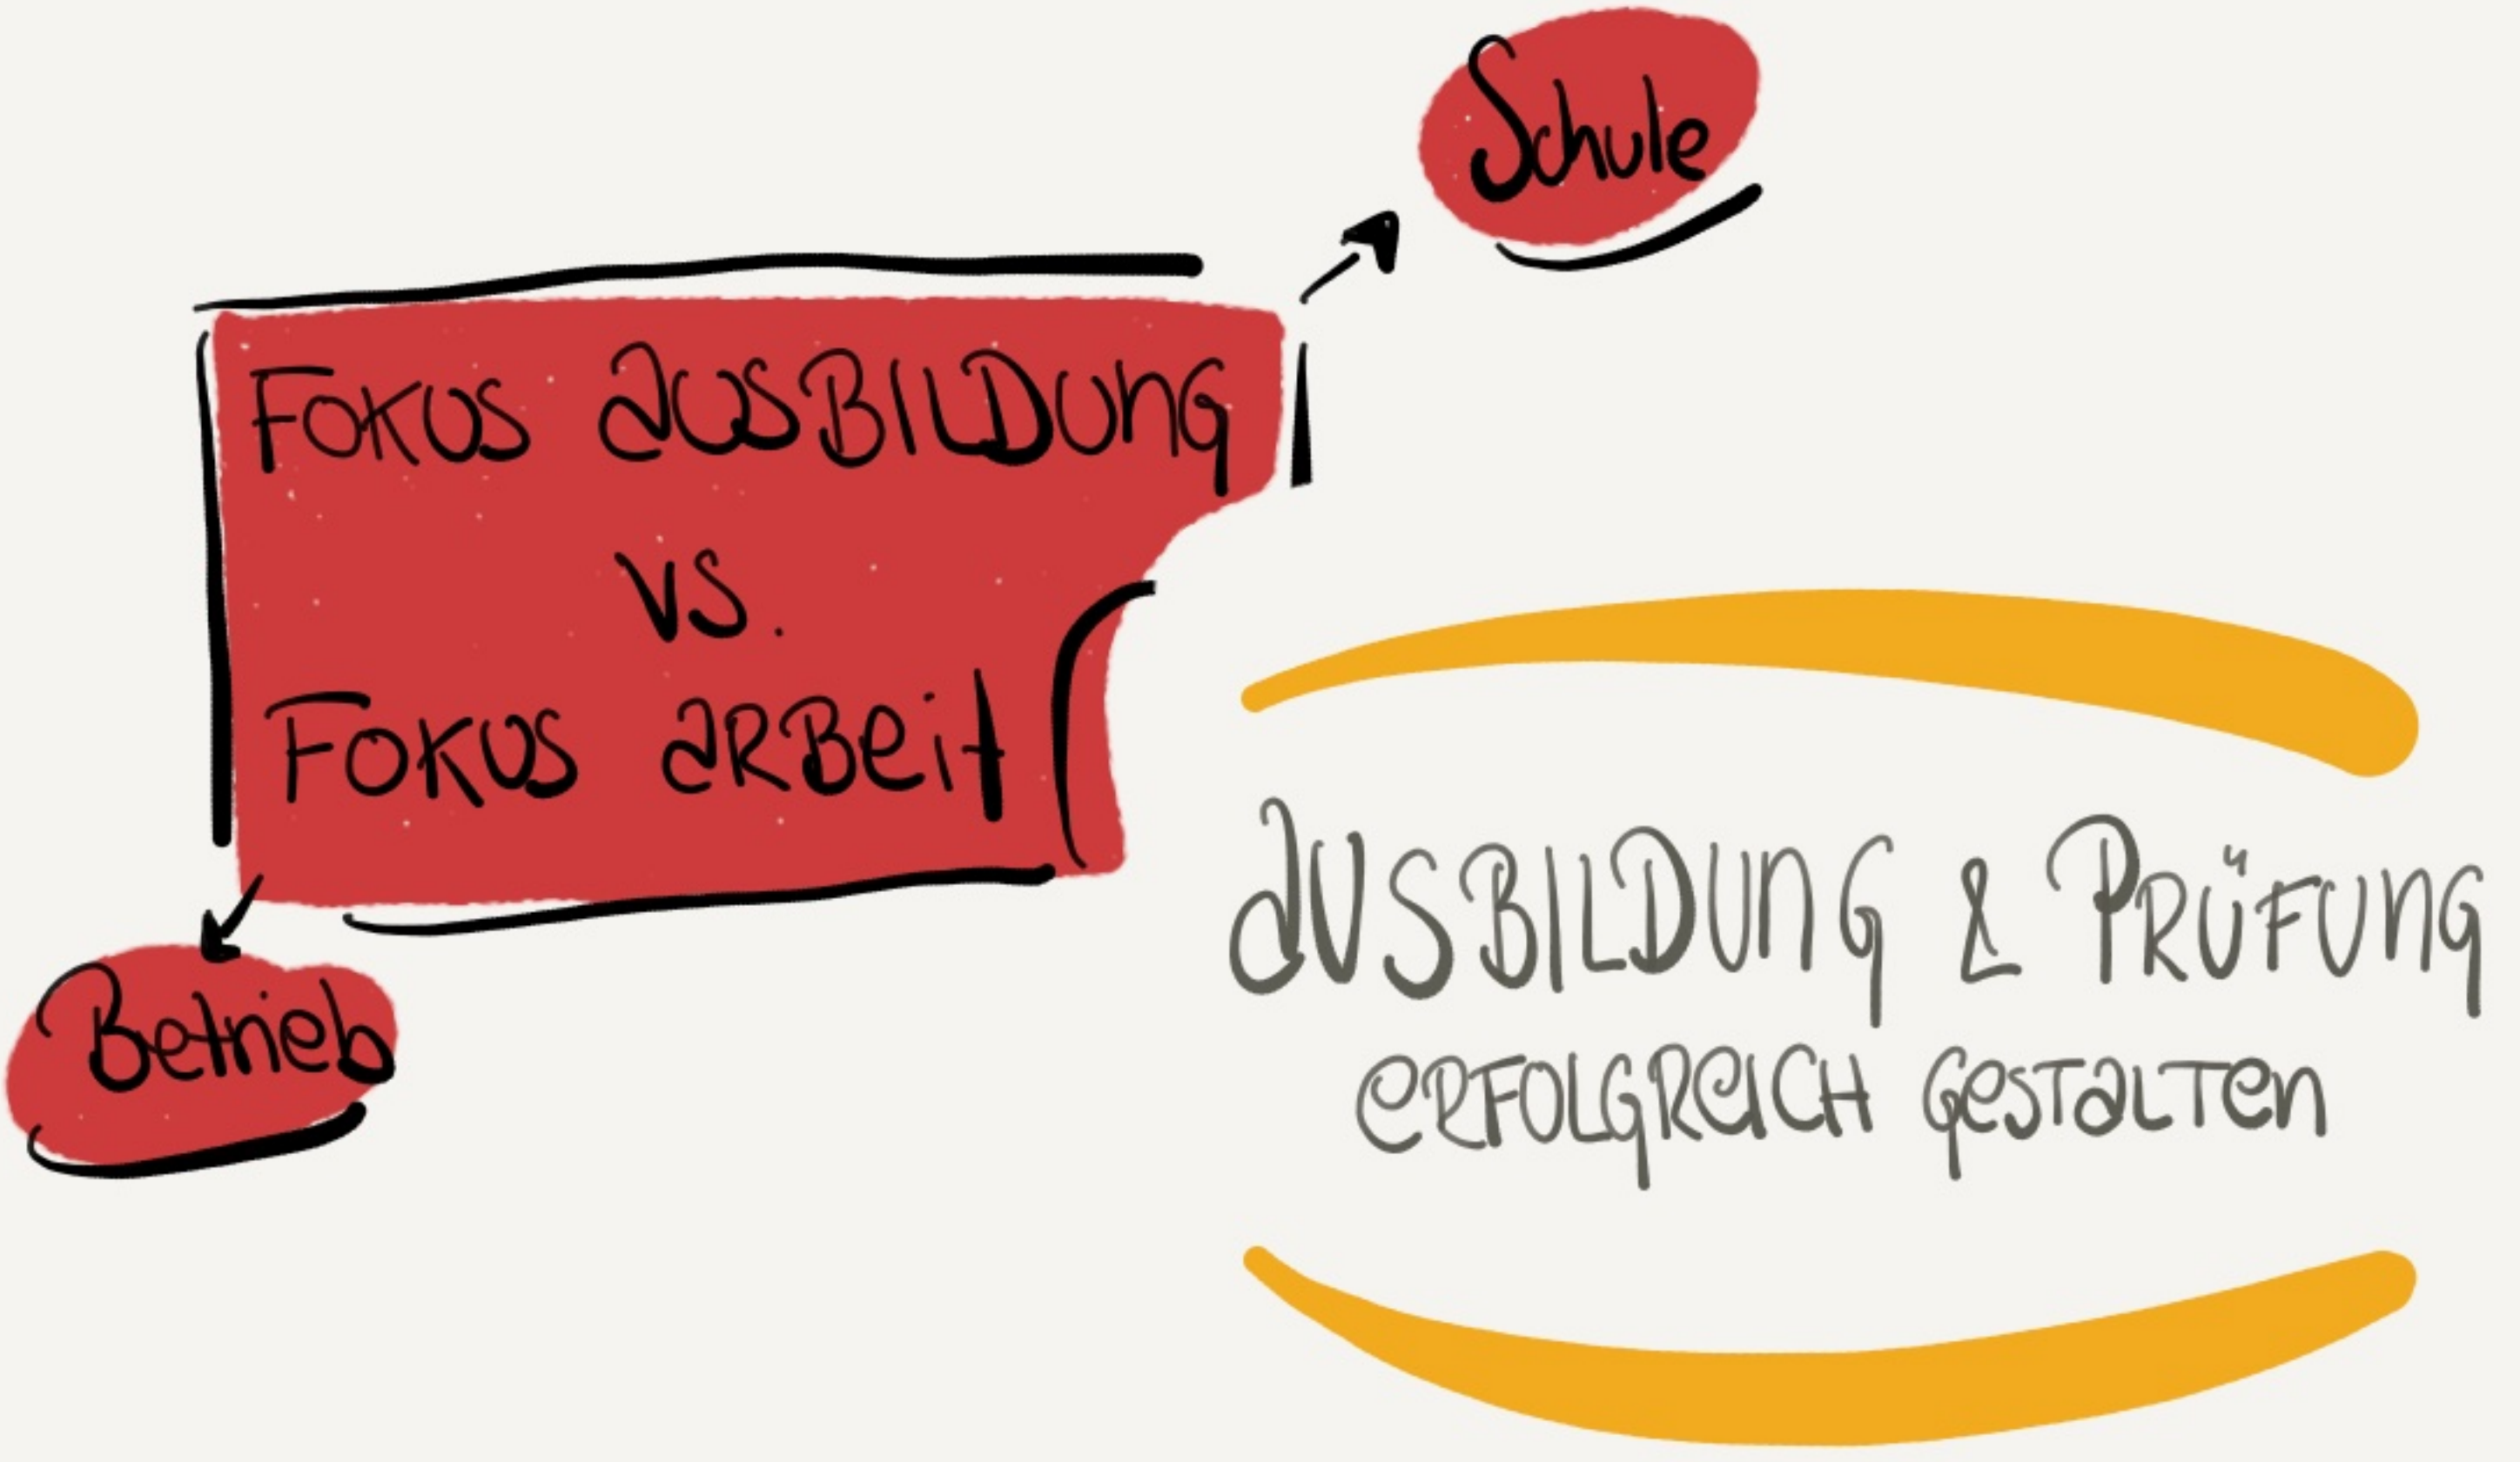 Schule
FOKUS AUSBILDUNG
VS.
FOKUS ARBEIT
Betrieb
AUSBILDUNG & PRÜFUNG
ERFOLGREICH GESTALTEN